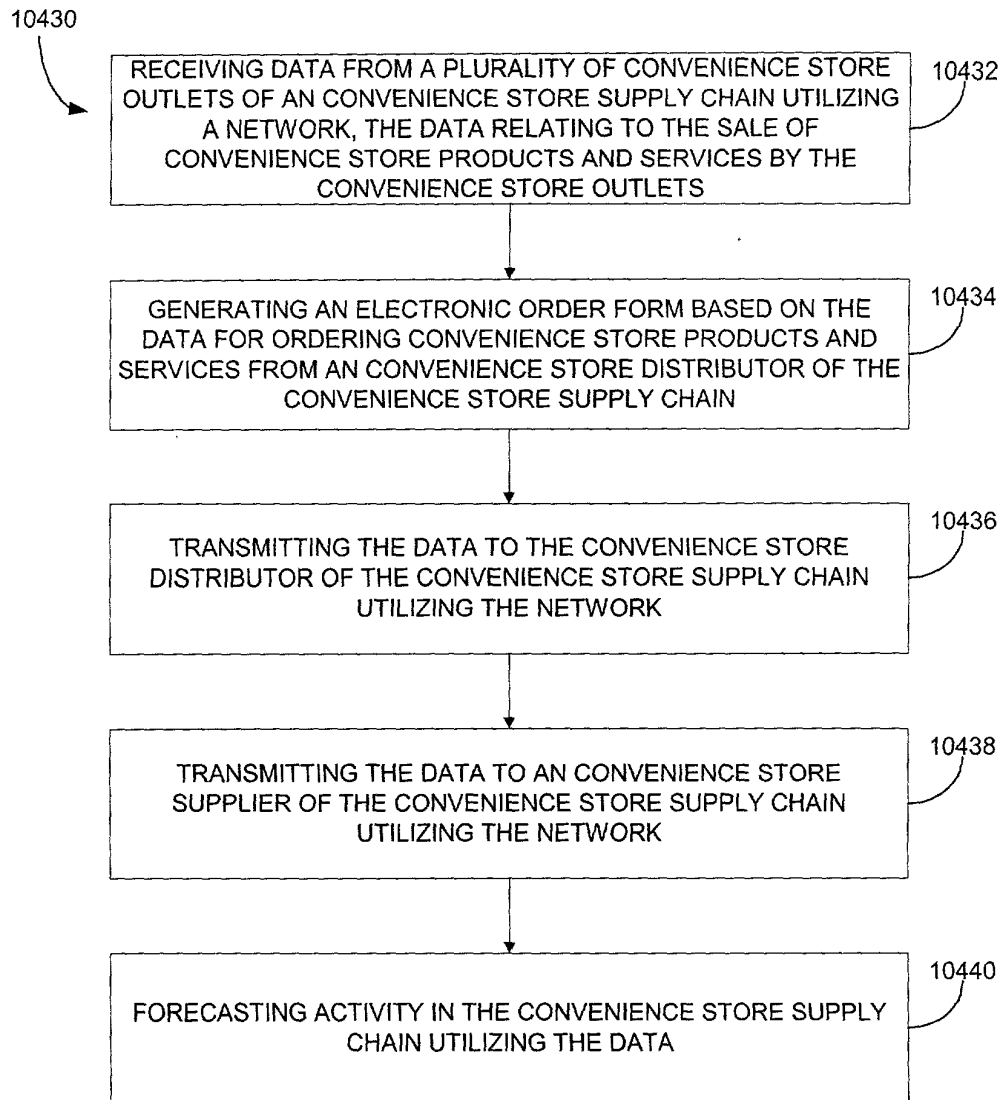 10430
RECEIVING DATA FROM A PLURALITY OF CONVENIENCE STORE
OUTLETS OF AN CONVENIENCE STORE SUPPLY CHAIN UTILIZING
A NETWORK, THE DATA RELATING TO THE SALE OF
CONVENIENCE STORE PRODUCTS AND SERVICES BY THE
CONVENIENCE STORE OUTLETS
10432
GENERATING AN ELECTRONIC ORDER FORM BASED ON THE
DATA FOR ORDERING CONVENIENCE STORE PRODUCTS AND
SERVICES FROM AN CONVENIENCE STORE DISTRIBUTOR OF THE
CONVENIENCE STORE SUPPLY CHAIN
10434
TRANSMITTING THE DATA TO THE CONVENIENCE STORE
DISTRIBUTOR OF THE CONVENIENCE STORE SUPPLY CHAIN
UTILIZING THE NETWORK
10436
TRANSMITTING THE DATA TO AN CONVENIENCE STORE
SUPPLIER OF THE CONVENIENCE STORE SUPPLY CHAIN
UTILIZING THE NETWORK
10438
FORECASTING ACTIVITY IN THE CONVENIENCE STORE SUPPLY
CHAIN UTILIZING THE DATA
10440